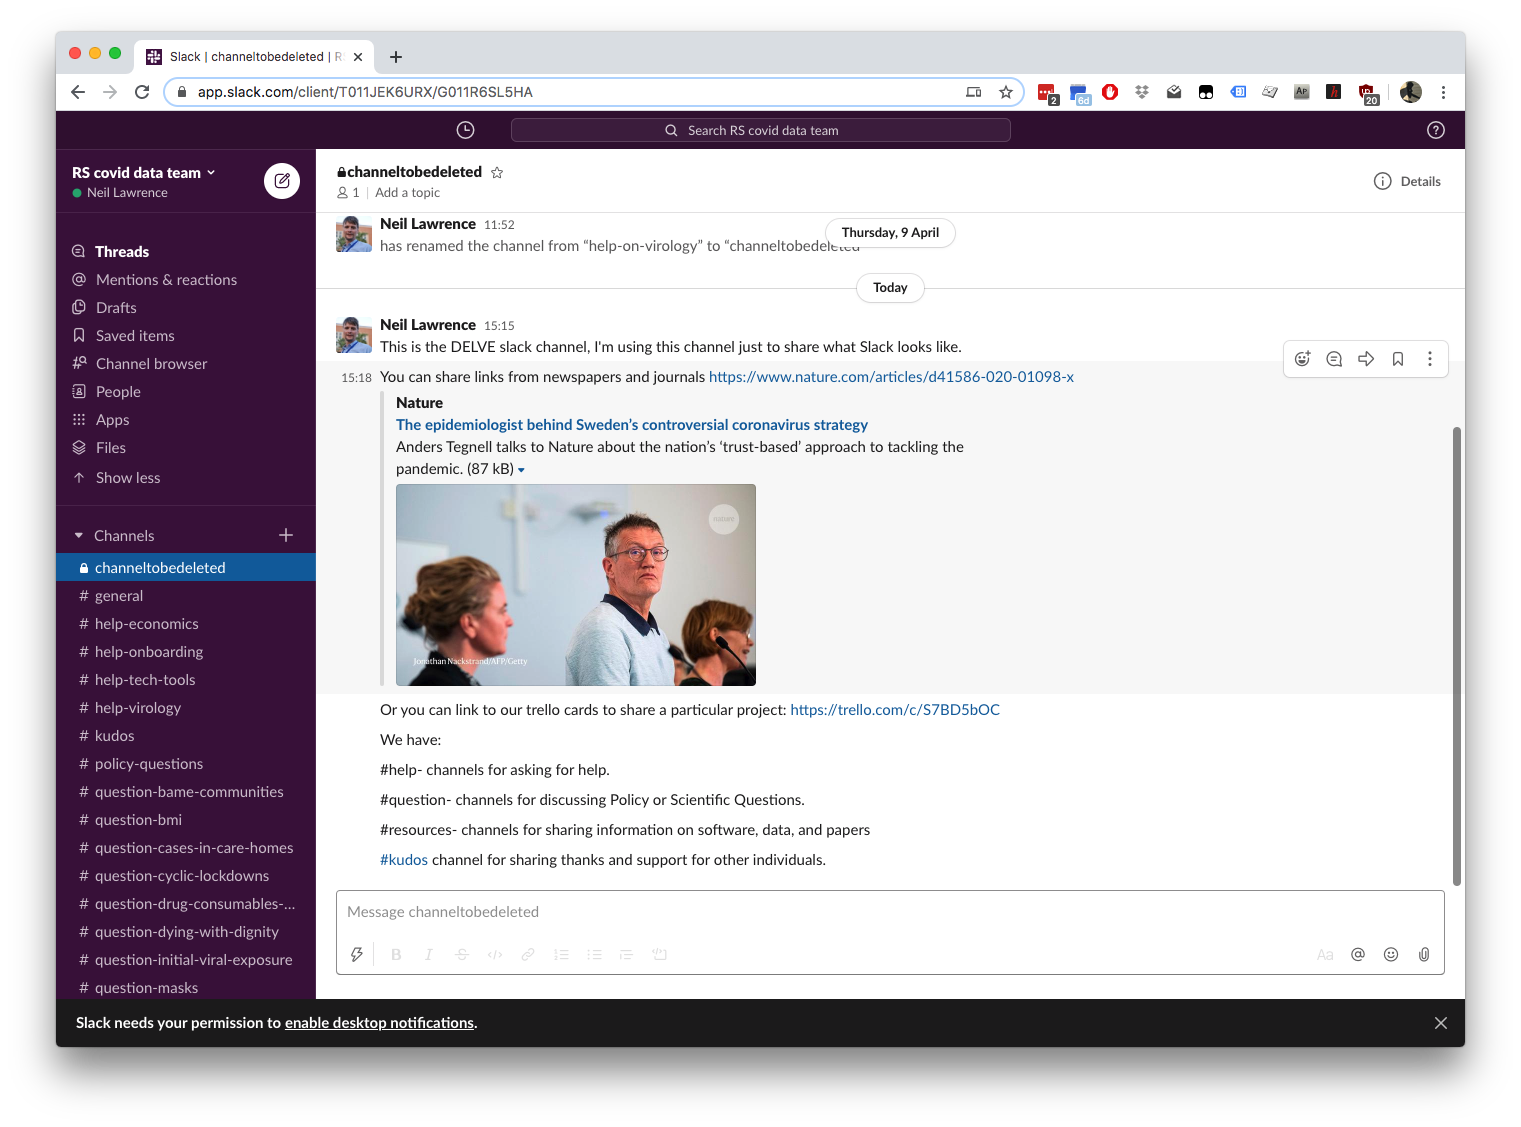 Slack | channeltobedeleted | RS
app.slack.com/client/T011JEK6URX/G011R6SL5HA
2
6d
AP
h
20
Search RS covid data team
RS covid data team
Neil Lawrence
channeltobedeleted
1 | Add a topic
Details
Threads
Mentions & reactions
Drafts
Saved items
Channel browser
People
Apps
Files
Show less
Channels
channeltobedeleted
# general
# help-economics
# help-onboarding
# help-tech-tools
# help-virology
# kudos
# policy-questions
# question-bame-communities
# question-bmi
# question-cases-in-care-homes
# question-cyclic-lockdowns
# question-drug-consumables-...
# question-dying-with-dignity
# question-initial-viral-exposure
# question-masks
Neil Lawrence 11:52
has renamed the channel from “help-on-virology” to “channeltobedeleted”
Thursday, 9 April
Today
Neil Lawrence 15:15
This is the DELVE slack channel, I'm using this channel just to share what Slack looks like.
15:18 You can share links from newspapers and journals https://www.nature.com/articles/d41586-020-01098-x
Nature
The epidemiologist behind Sweden’s controversial coronavirus strategy
Anders Tegnell talks to Nature about the nation’s ‘trust-based’ approach to tackling the
pandemic. (87 kB)
nature
Jonathan Nackstrand/AFP/Getty
Or you can link to our trello cards to share a particular project: https://trello.com/c/S7BD5bOC
We have:
#help- channels for asking for help.
#question- channels for discussing Policy or Scientific Questions.
#resources- channels for sharing information on software, data, and papers
#kudos channel for sharing thanks and support for other individuals.
Message channeltobedeleted
B I S </>
Aa @
Slack needs your permission to enable desktop notifications.